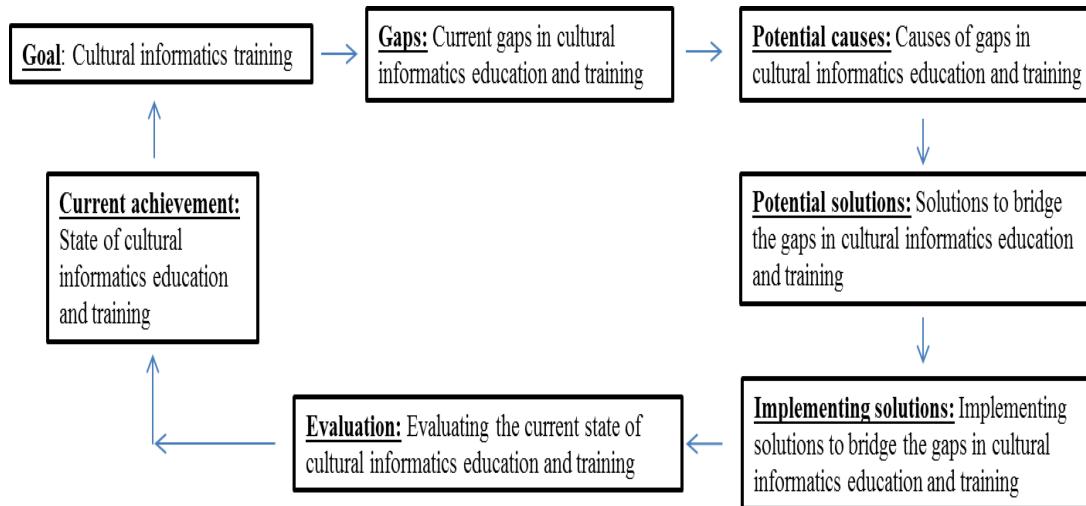 Goal: Cultural informatics training
Gaps: Current gaps in cultural
informatics education and training
Potential causes: Causes of gaps in
cultural informatics education and training
Potential solutions: Solutions to bridge
the gaps in cultural informatics education
and training
Implementing solutions: Implementing
solutions to bridge the gaps in cultural
informatics education and training
Evaluation: Evaluating the current state of
cultural informatics education and training
Current achievement:
State of cultural
informatics education
and training